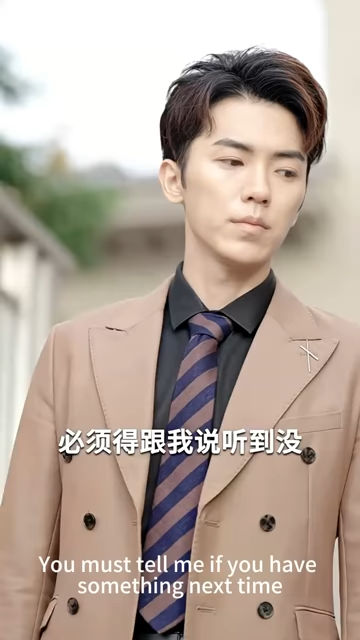 必须得跟我说听到没
You must tell me if you have
something next time